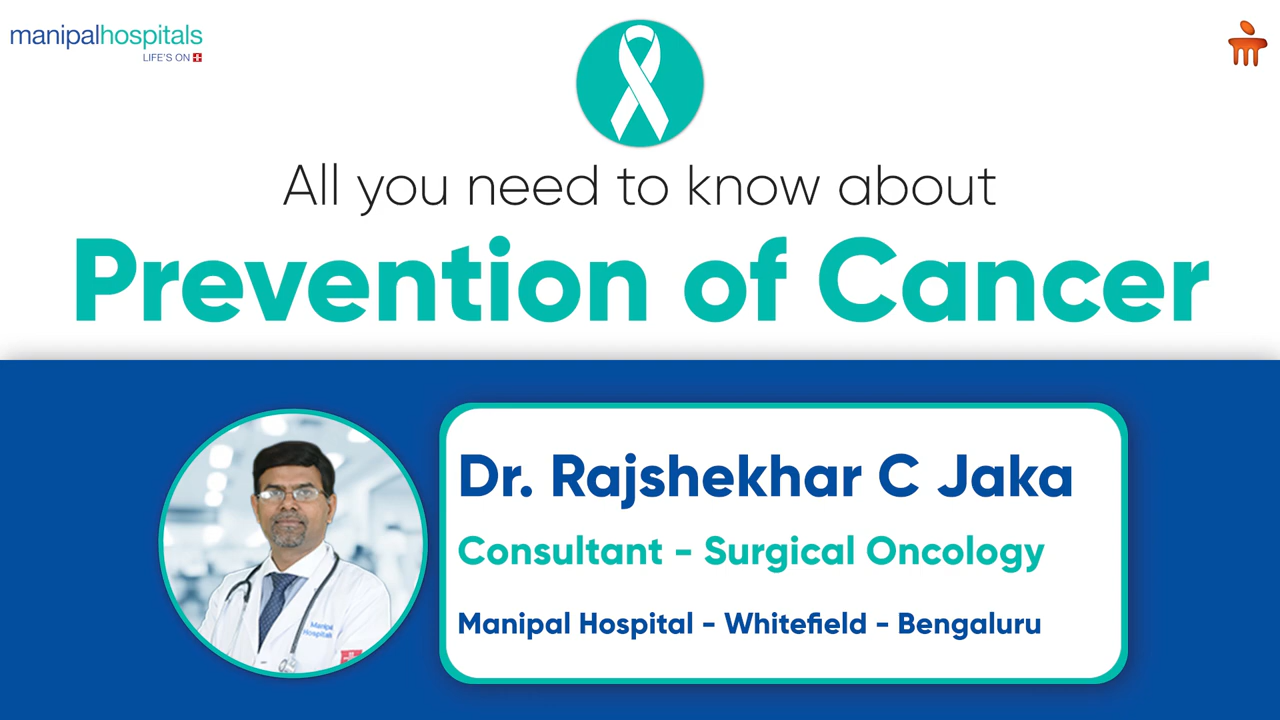 manipalhospitals
LIFE'S ON
All you need to know about
Prevention of Cancer
Dr. Rajshekhar C Jaka
Consultant - Surgical Oncology
Manipal Hospital - Whitefield - Bengaluru